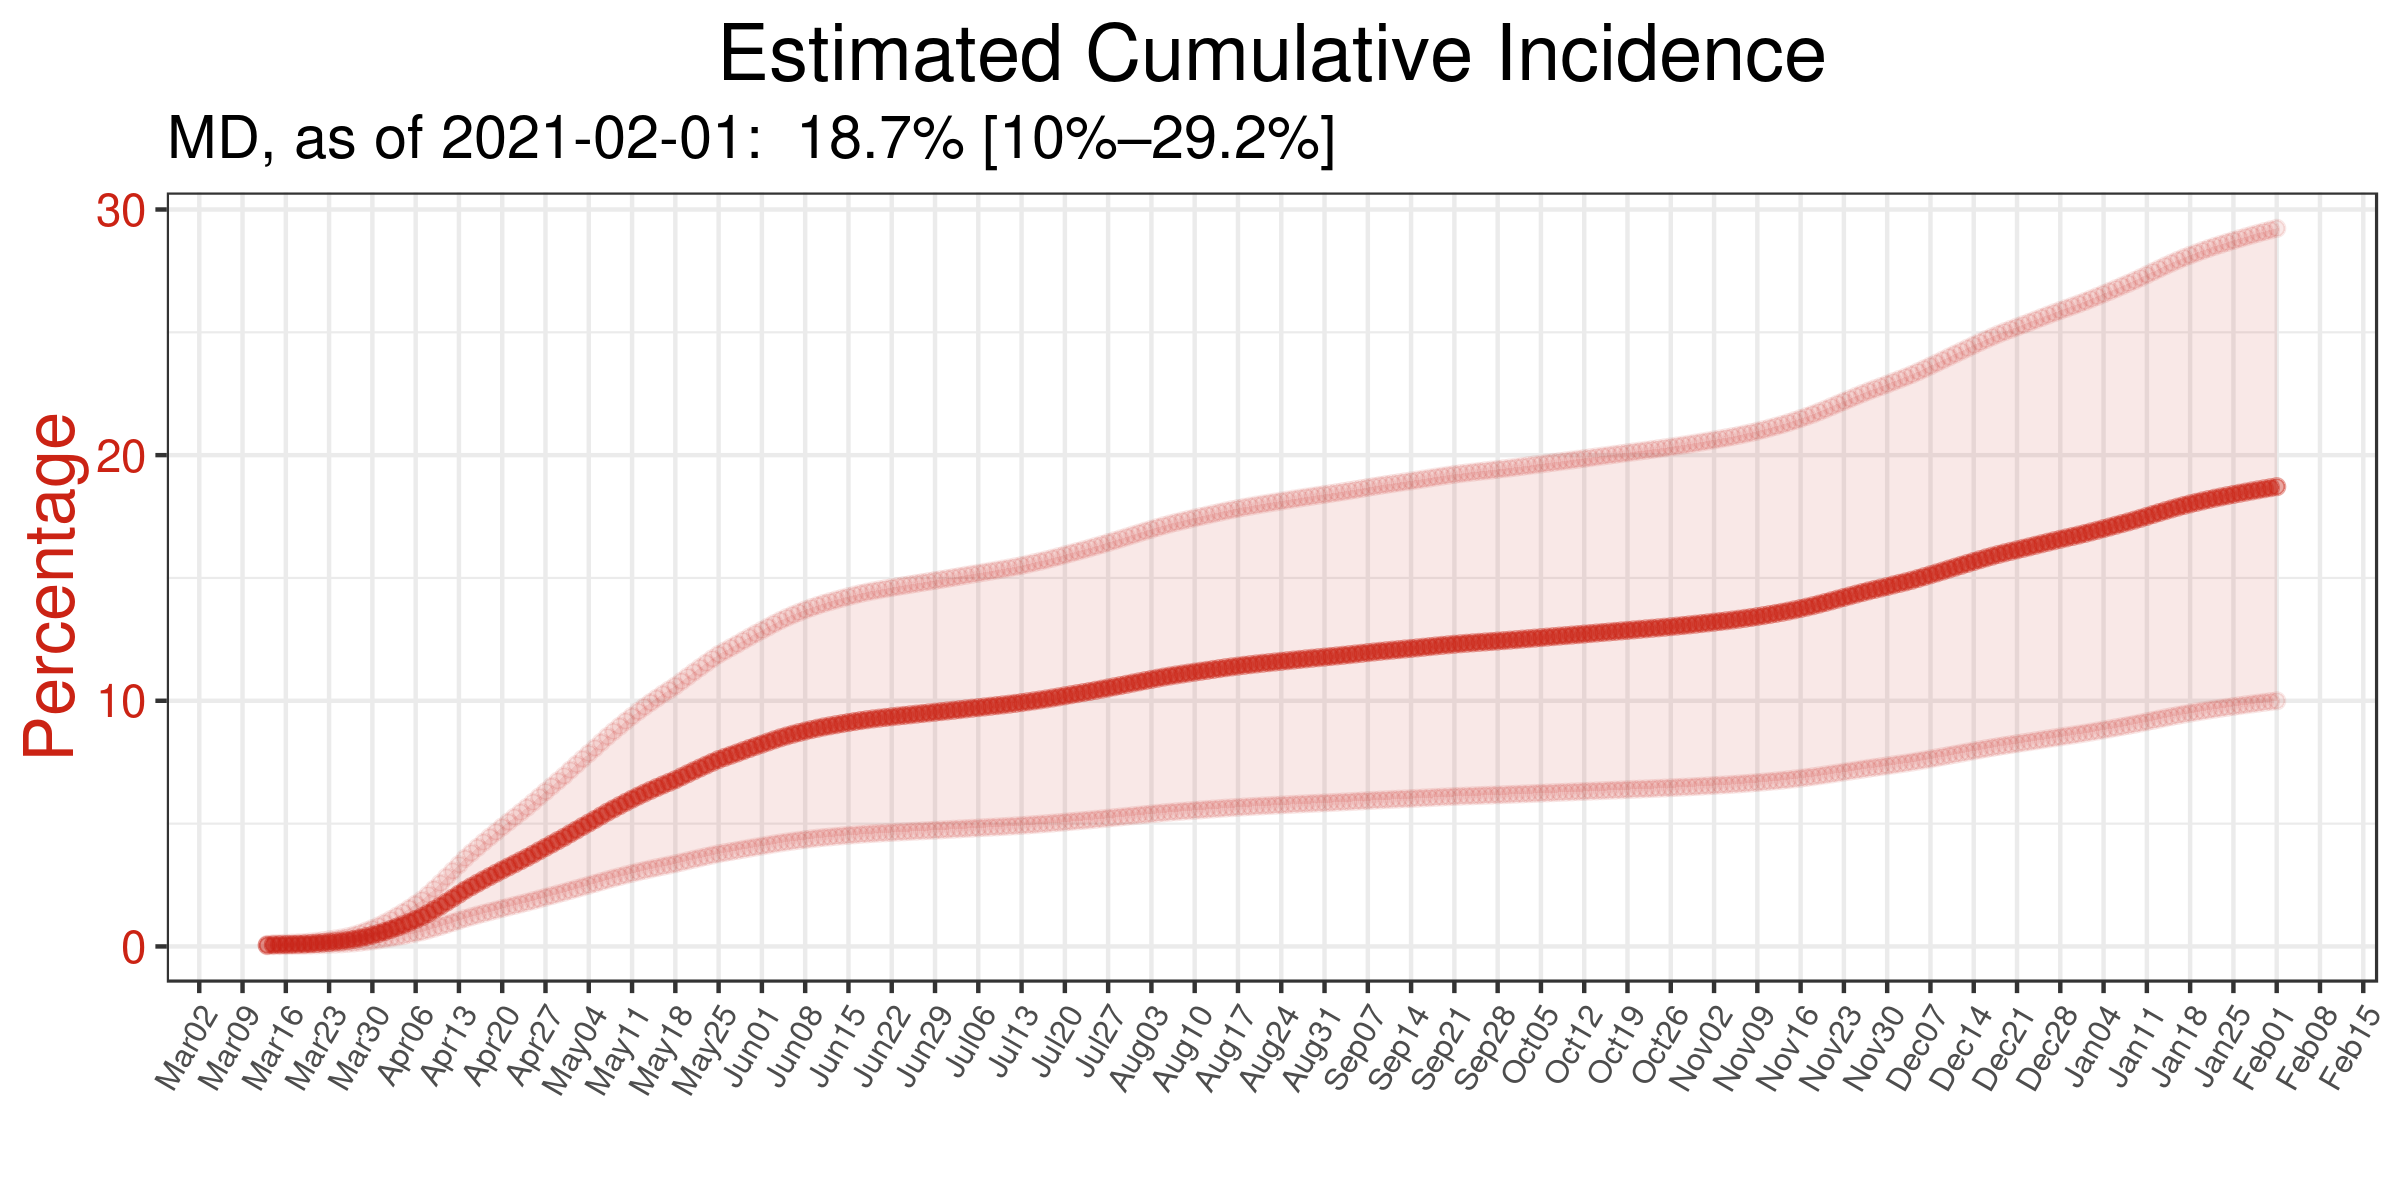 Estimated Cumulative Incidence
MD, as of 2021-02-01:  18.7% [10%–29.2%]
Percentage
30
20
10
0
Mar02
Mar09
Mar16
Mar23
Mar30
Apr06
Apr13
Apr20
Apr27
May04
May11
May18
May25
Jun01
Jun08
Jun15
Jun22
Jun29
Jul06
Jul13
Jul20
Jul27
Aug03
Aug10
Aug17
Aug24
Aug31
Sep07
Sep14
Sep21
Sep28
Oct05
Oct12
Oct19
Oct26
Nov02
Nov09
Nov16
Nov23
Nov30
Dec07
Dec14
Dec21
Dec28
Jan04
Jan11
Jan18
Jan25
Feb01
Feb08
Feb15